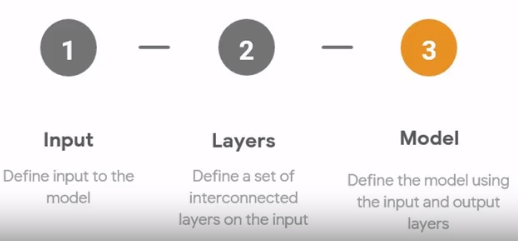 1
2
3
Input
Layers
Model
Define input to the
model
Define a set of
interconnected
layers on the input
Define the model using
the input and output
layers